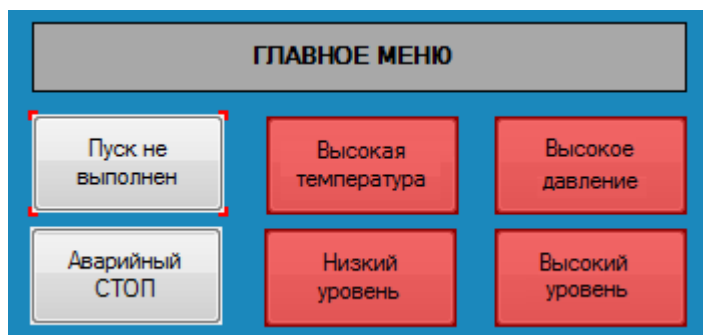 ГЛАВНОЕ МЕНЮ
Пуск не
выполнен
Высокая
температура
Высокое
давление
Аварийный
СТОП
Низкий
уровень
Высокий
уровень